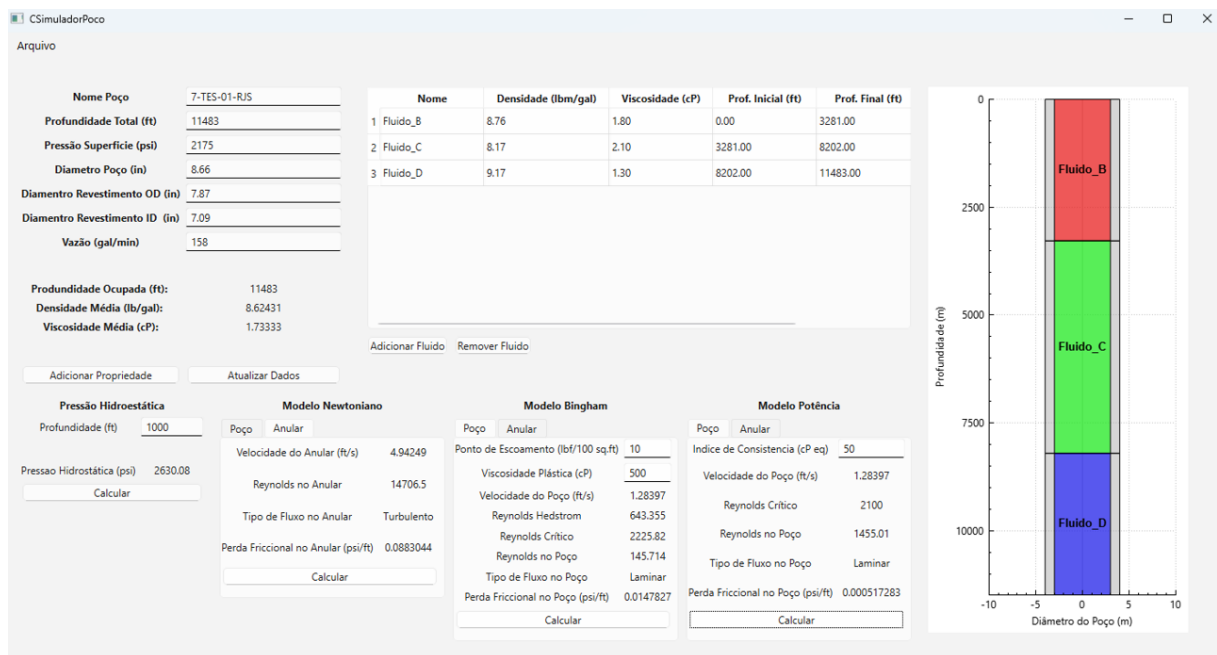 CSimuladorPoco
Arquivo
Nome Poço 7-TES-01-RJS
Profundidade Total (ft) 11483
Pressão Superfície (psi) 2175
Diametro Poço (in) 8.66
Diamentro Revestimento OD (in) 7.87
Diamentro Revestimento ID (in) 7.09
Vazão (gal/min) 158
Produndidade Ocupada (ft): 11483
Densidade Média (lb/gal): 8.62431
Viscosidade Média (cP): 1.73333
Adicionar Propriedade Atualizar Dados
Nome Densidade (lbm/gal) Viscosidade (cP) Prof. Inicial (ft) Prof. Final (ft)
1 Fluido_B 8.76 1.80 0.00 3281.00
2 Fluido_C 8.17 2.10 3281.00 8202.00
3 Fluido_D 9.17 1.30 8202.00 11483.00
Adicionar Fluido Remover Fluido
Pressão Hidroestática
Profundidade (ft) 1000
Pressao Hidrostática (psi) 2630.08
Calcular
Modelo Newtoniano
Poço Anular
Velocidade do Anular (ft/s) 4.94249
Reynolds no Anular 14706.5
Tipo de Fluxo no Anular Turbulento
Perda Friccional no Anular (psi/ft) 0.0883044
Calcular
Modelo Bingham
Poço Anular
Ponto de Escoamento (lbf/100 sq.ft) 10
Viscosidade Plástica (cP) 500
Velocidade do Poço (ft/s) 1.28397
Reynolds Hedstrom 643.355
Reynolds Crítico 2225.82
Reynolds no Poço 145.714
Tipo de Fluxo no Poço Laminar
Perda Friccional no Poço (psi/ft) 0.0147827
Calcular
Modelo Potência
Poço Anular
Indice de Consistencia (cP eq) 50
Velocidade do Poço (ft/s) 1.28397
Reynolds Crítico 2100
Reynolds no Poço 1455.01
Tipo de Fluxo no Poço Laminar
Perda Friccional no Poço (psi/ft) 0.000517283
Calcular
0
2500
5000
7500
10000
Profundidade (m)
Fluido_B
Fluido_C
Fluido_D
-10 -5 0 5 10
Diâmetro do Poço (m)